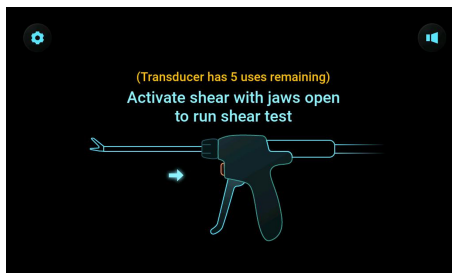 (Transducer has 5 uses remaining)
Activate shear with jaws open
to run shear test